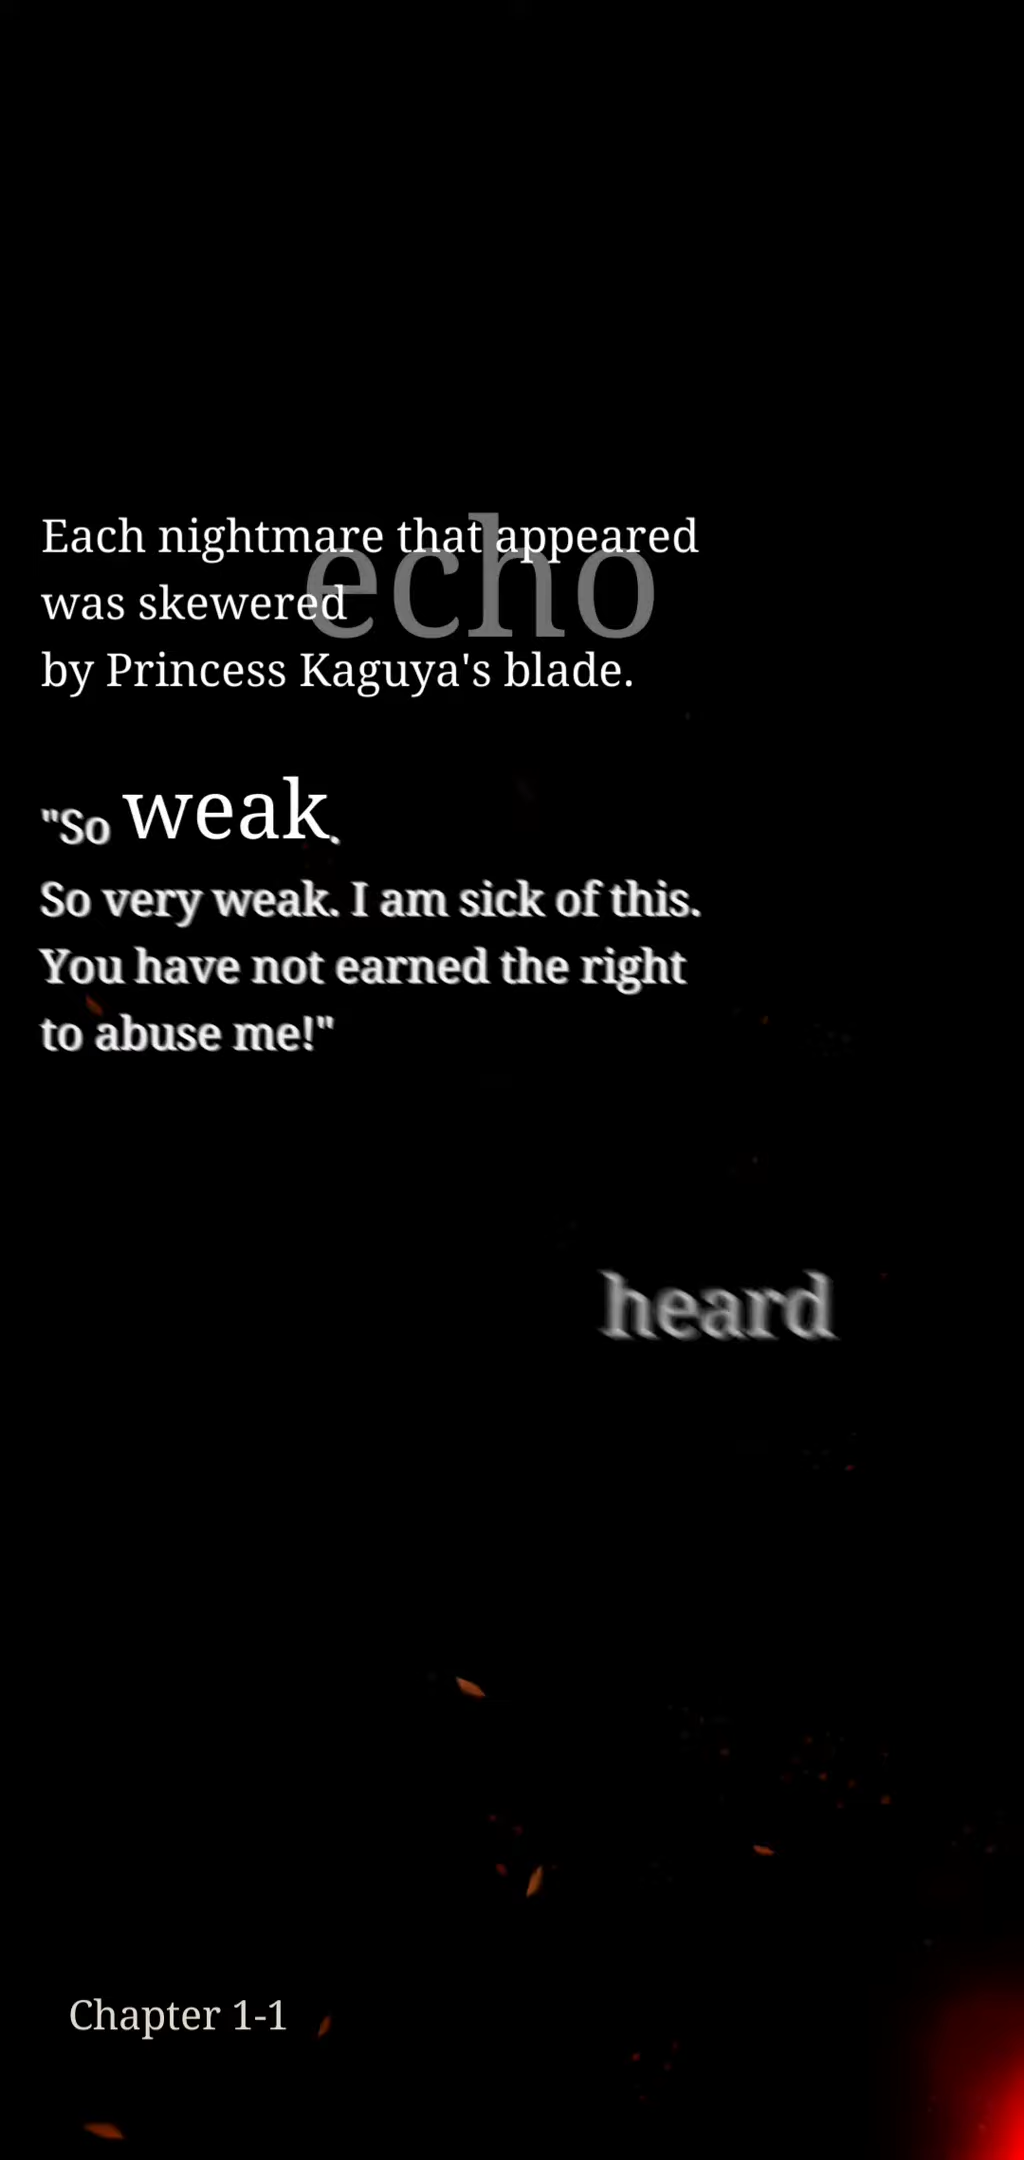 echo
Each nightmare that appeared
was skewered
by Princess Kaguya's blade.
"So weak.
So very weak. I am sick of this.
You have not earned the right
to abuse me!"
heard
Chapter 1-1